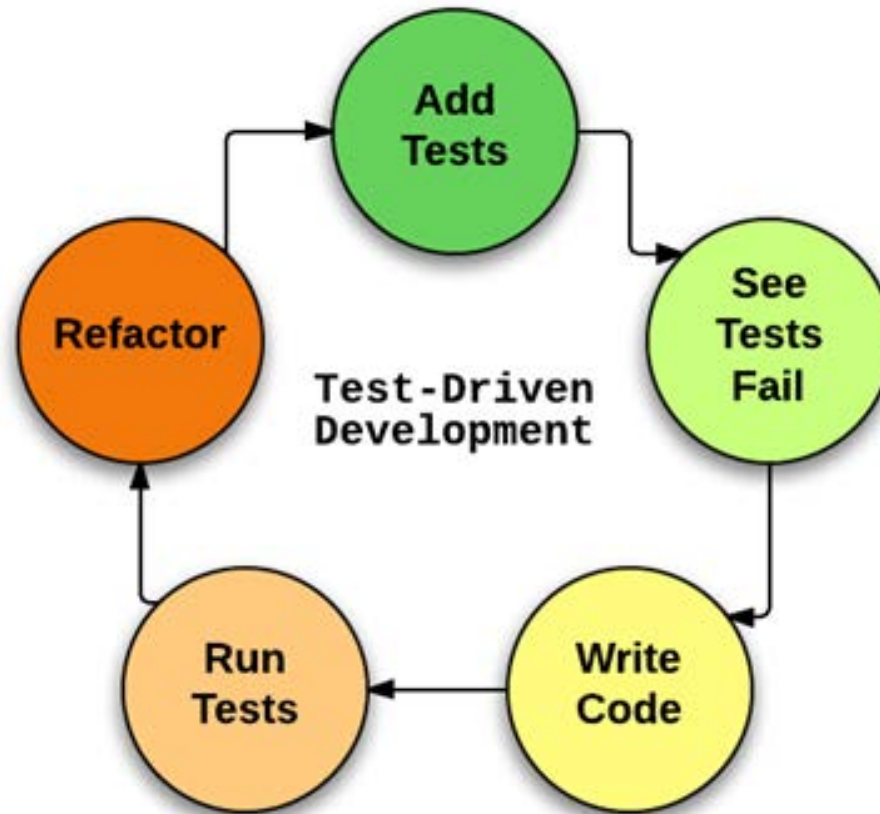 Add
Tests
See
Tests
Fail
Refactor
Test-Driven
Development
Run
Tests
Write
Code